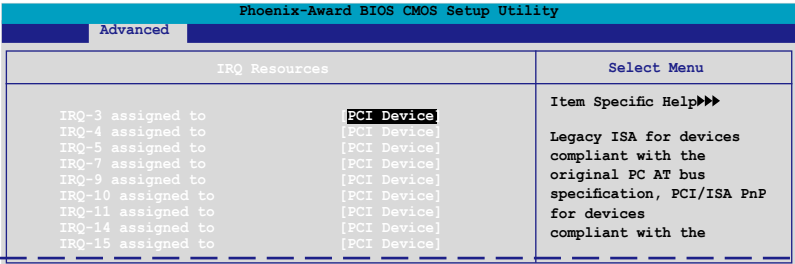 Phoenix-Award BIOS CMOS Setup Utility
Advanced
IRQ Resources
Select Menu
IRQ-3 assigned to [PCI Device]
IRQ-4 assigned to [PCI Device]
IRQ-5 assigned to [PCI Device]
IRQ-7 assigned to [PCI Device]
IRQ-9 assigned to [PCI Device]
IRQ-10 assigned to [PCI Device]
IRQ-11 assigned to [PCI Device]
IRQ-14 assigned to [PCI Device]
IRQ-15 assigned to [PCI Device]
Item Specific Help
Legacy ISA for devices
compliant with the
original PC AT bus
specification, PCI/ISA PnP
for devices
compliant with the